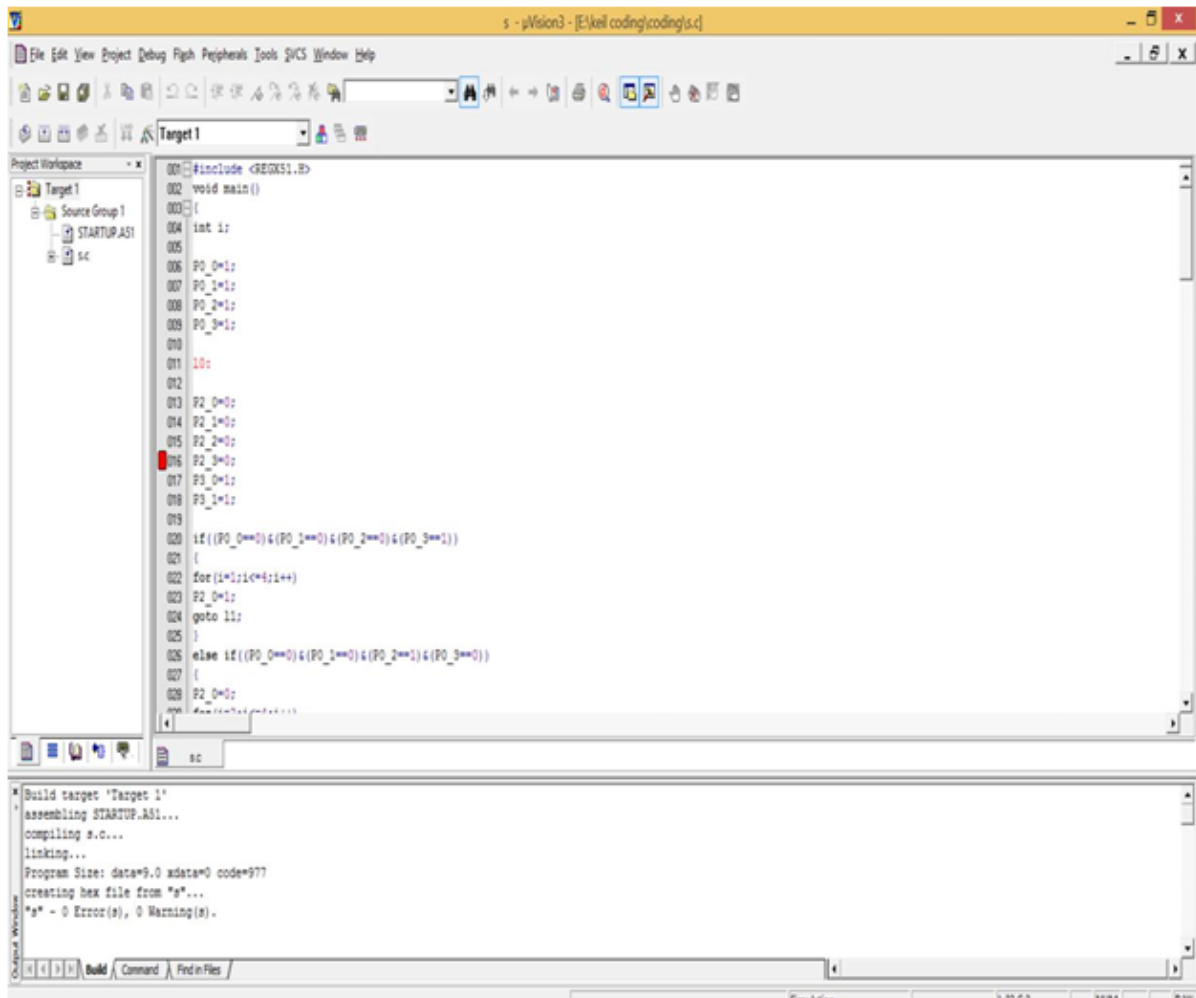 s - µVision3 - [E:\keil coding\coding\s.c]
File Edit View Project Debug Flash Peripherals Tools SVCS Window Help
Target 1
Project Workspace
Target 1
Source Group 1
STARTUP.A51
s.c
001 #include <REGX51.H>
002 void main()
003 {
004 int i;
005
006 P0_0=1;
007 P0_1=1;
008 P0_2=1;
009 P0_3=1;
010
011 l0:
012
013 P2_0=0;
014 P2_1=0;
015 P2_2=0;
016 P2_3=0;
017 P3_0=1;
018 P3_1=1;
019
020 if((P0_0==0)&(P0_1==0)&(P0_2==0)&(P0_3==1))
021 {
022 for(i=1;i<=4;i++)
023 P2_0=1;
024 goto l1;
025 }
026 else if((P0_0==0)&(P0_1==0)&(P0_2==1)&(P0_3==0))
027 {
028 P2_0=0;
s.c
Build target 'Target 1'
assembling STARTUP.A51...
compiling s.c...
linking...
Program Size: data=9.0 xdata=0 code=977
creating hex file from "s"...
"s" - 0 Error(s), 0 Warning(s).
Output Window
Build Command Find in Files